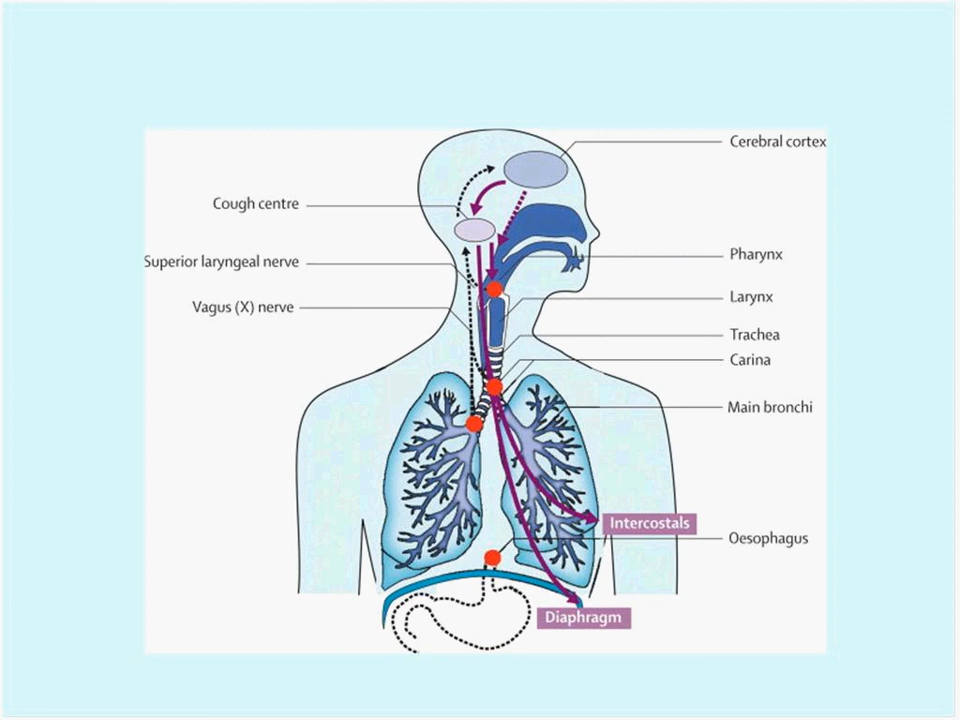 Cerebral cortex
Cough centre
Pharynx
Superior laryngeal nerve
Larynx
Vagus (X) nerve
Trachea
Carina
Main bronchi
Intercostals
Oesophagus
Diaphragm